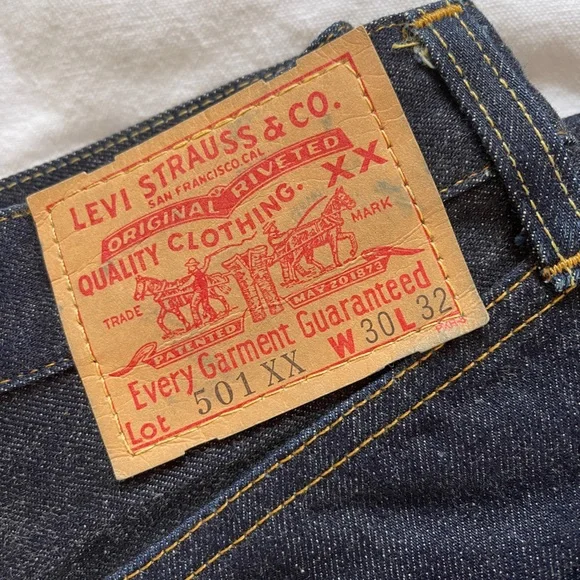 LEVI STRAUSS & CO.
SAN FRANCISCO.CAL
ORIGINAL RIVETED
QUALITY CLOTHING. XX
TRADE MARK
PATENTED MAY 20 1873
Every Garment Guaranteed
Lot 501 XX W 30 L 32